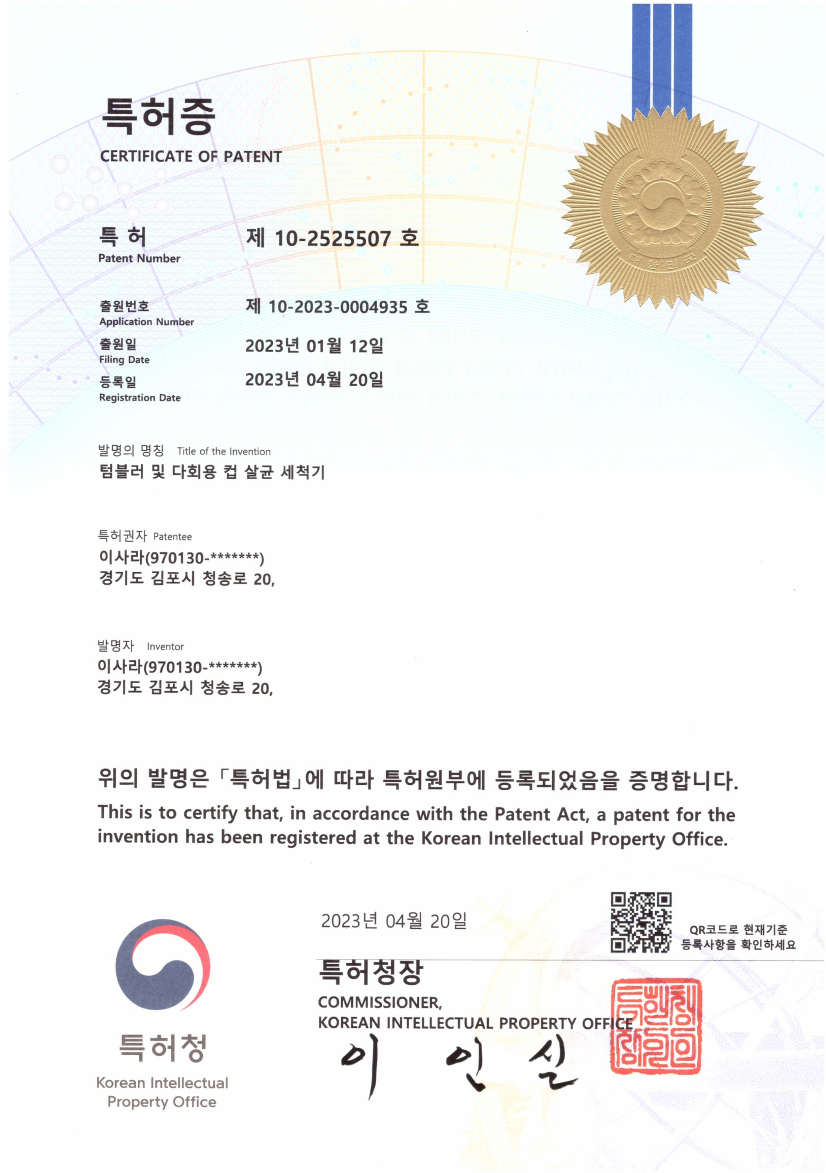 특허증
CERTIFICATE OF PATENT
특 허
Patent Number
제 10-2525507 호
출원번호
Application Number
제 10-2023-0004935 호
출원일
Filing Date
2023년 01월 12일
등록일
Registration Date
2023년 04월 20일
발명의 명칭 Title of the Invention
텀블러 및 다회용 컵 살균 세척기
특허권자 Patentee
이사라(970130-*******)
경기도 김포시 청송로 20,
발명자 Inventor
이사라(970130-*******)
경기도 김포시 청송로 20,
위의 발명은 「특허법」에 따라 특허원부에 등록되었음을 증명합니다.
This is to certify that, in accordance with the Patent Act, a patent for the
invention has been registered at the Korean Intellectual Property Office.
2023년 04월 20일
QR코드로 현재기준
등록사항을 확인하세요
특허청장
COMMISSIONER,
KOREAN INTELLECTUAL PROPERTY OFFICE
이 인 실
특허청
Korean Intellectual
Property Office